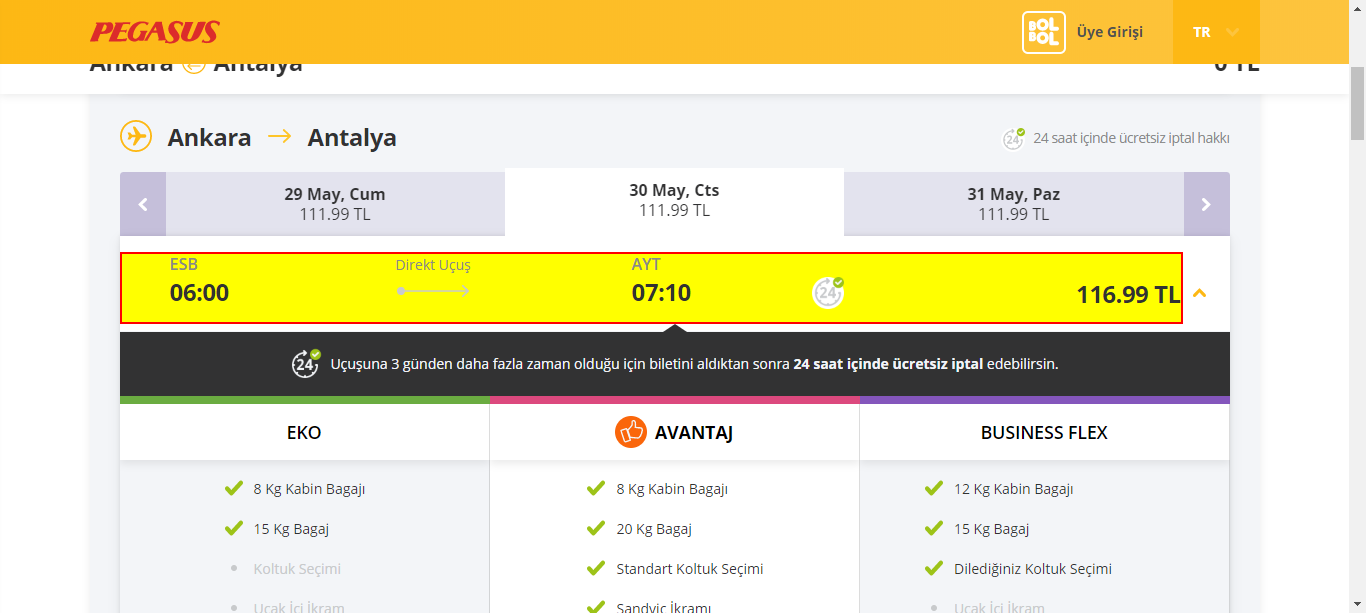 PEGASUS
BOL BOL
Üye Girişi
TR
Ankara Antalya
0 TL
Ankara → Antalya
24 24 saat içinde ücretsiz iptal hakkı
29 May, Cum
111.99 TL
30 May, Cts
111.99 TL
31 May, Paz
111.99 TL
ESB
06:00
Direkt Uçuş
AYT
07:10
24
116.99 TL
24 Uçuşuna 3 günden daha fazla zaman olduğu için biletini aldıktan sonra 24 saat içinde ücretsiz iptal edebilirsin.
EKO
AVANTAJ
BUSINESS FLEX
8 Kg Kabin Bagajı
15 Kg Bagaj
Koltuk Seçimi
Uçak İçi İkram
8 Kg Kabin Bagajı
20 Kg Bagaj
Standart Koltuk Seçimi
Sandviç İkramı
12 Kg Kabin Bagajı
15 Kg Bagaj
Dilediğiniz Koltuk Seçimi
Uçak İçi İkram